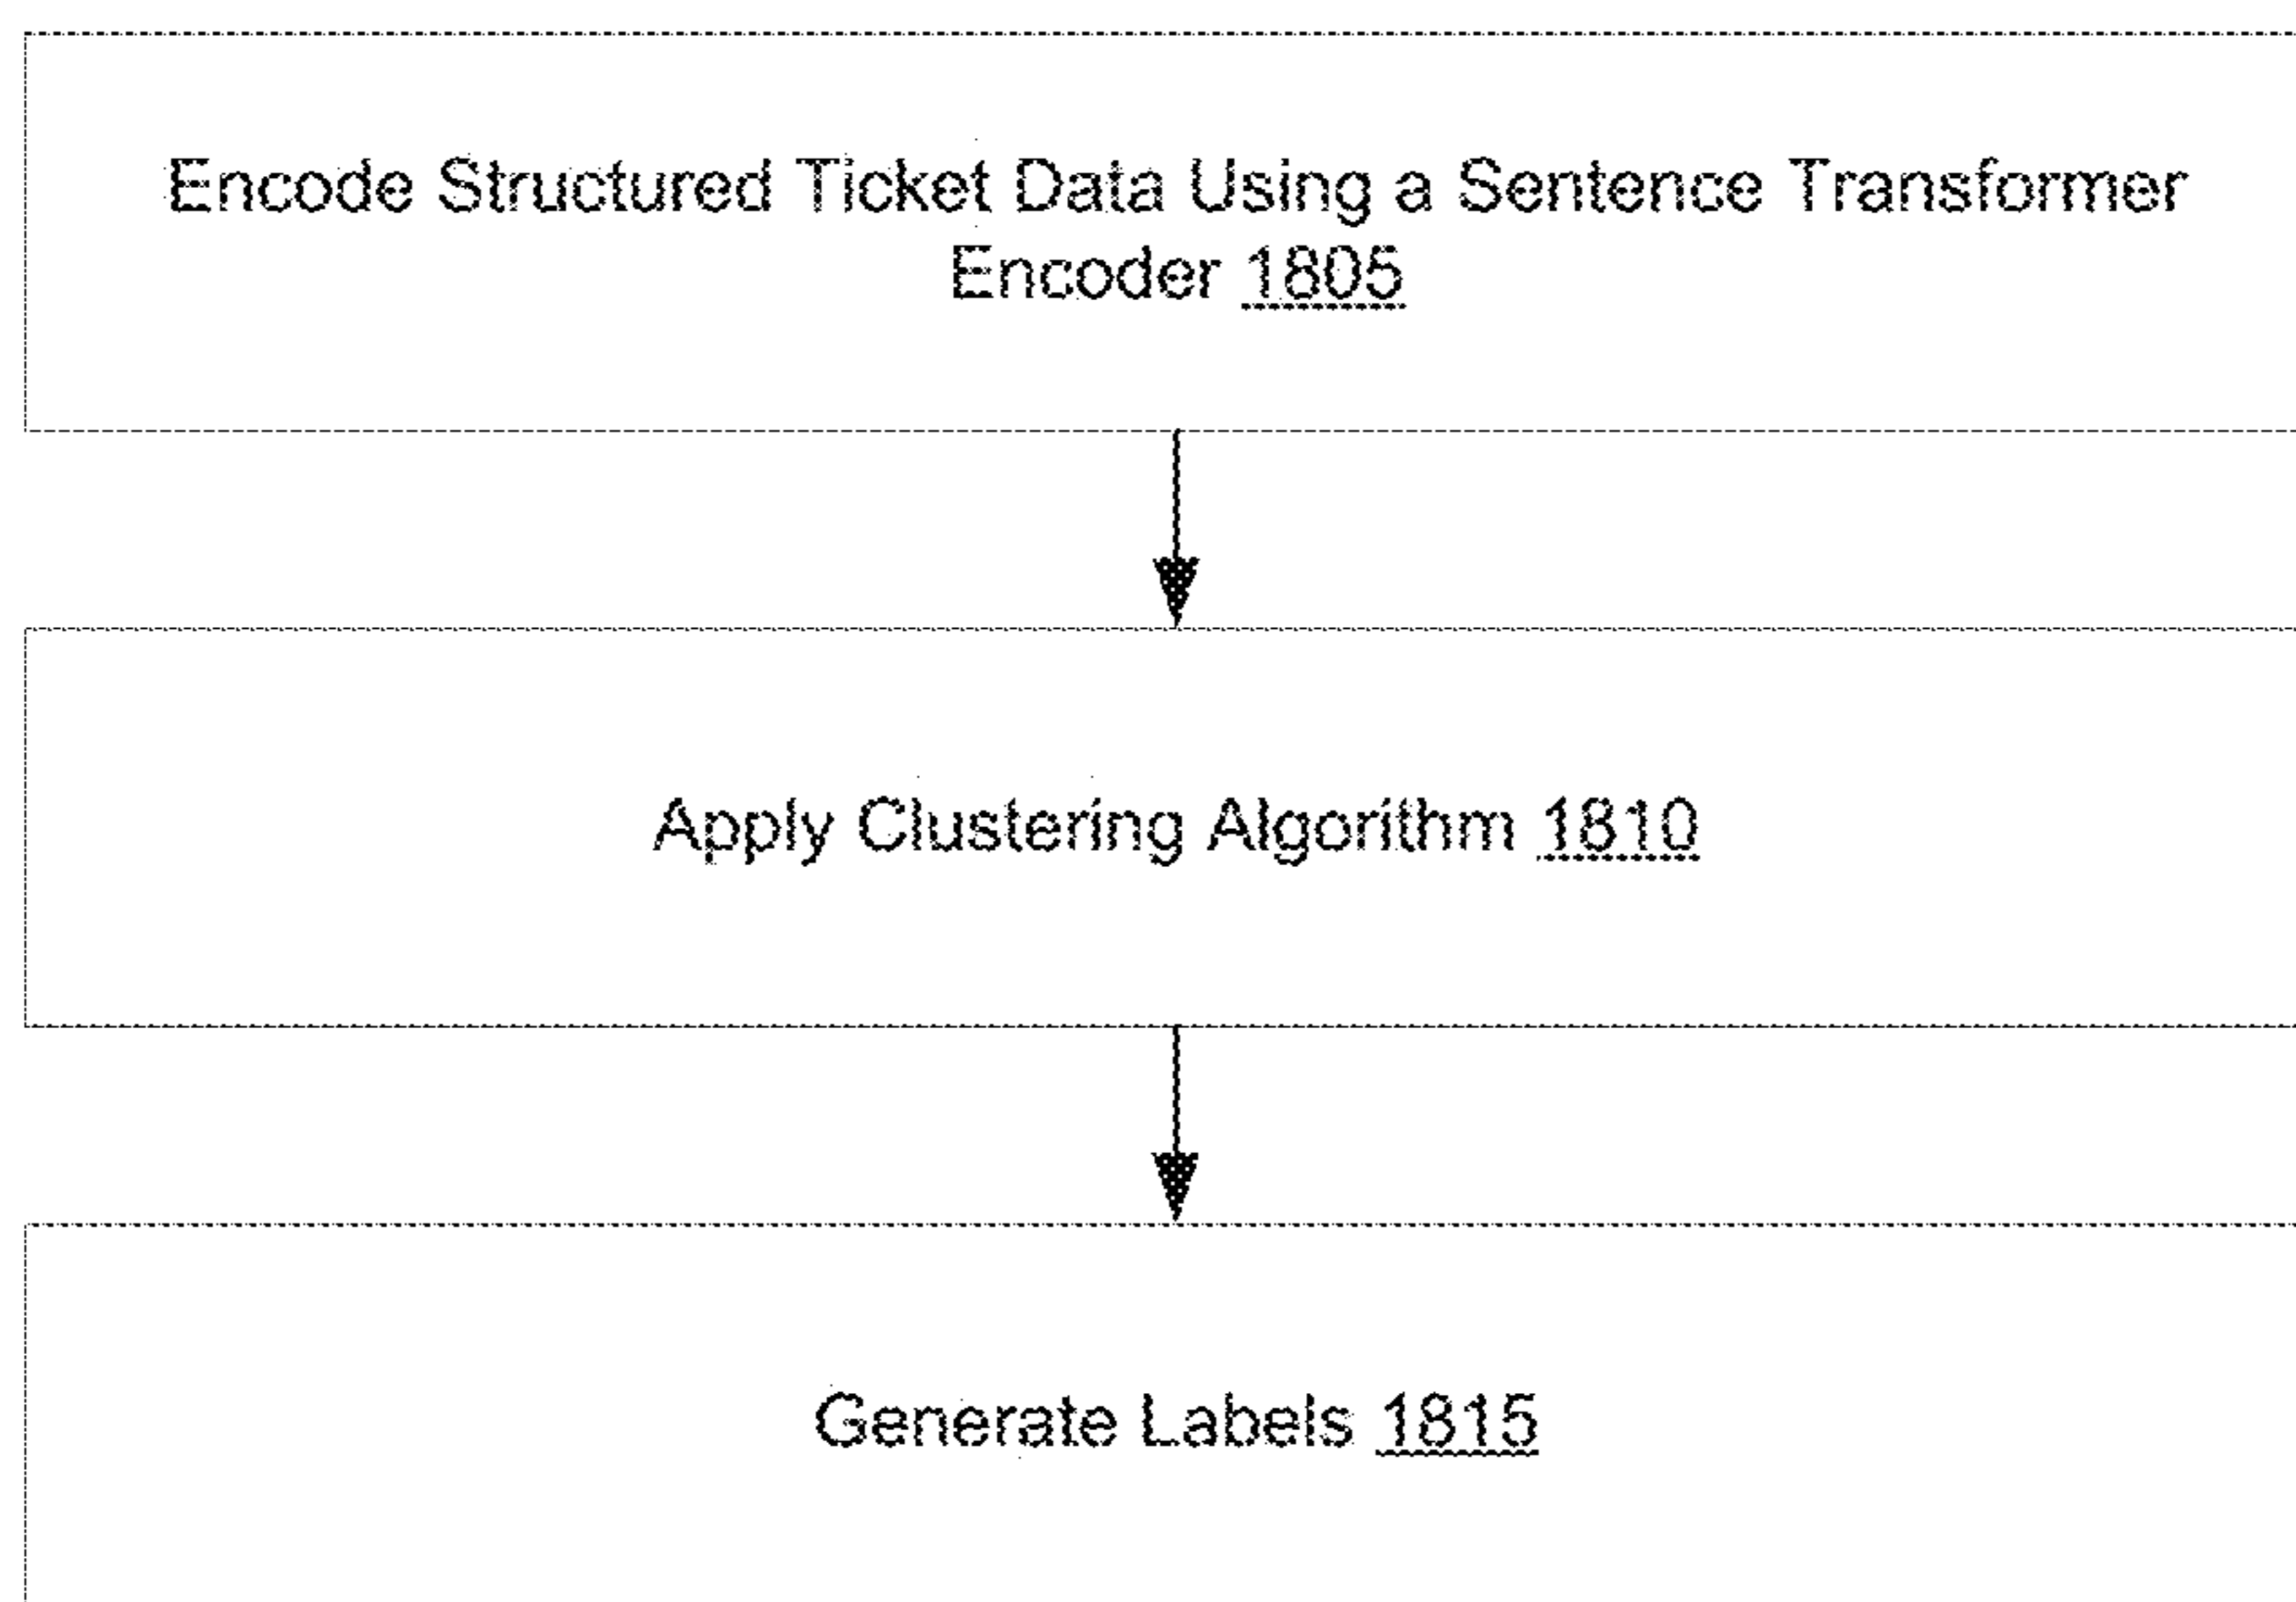 Encode Structured Ticket Data Using a Sentence Transformer
Encoder 1805
Apply Clustering Algorithm 1810
Generate Labels 1815